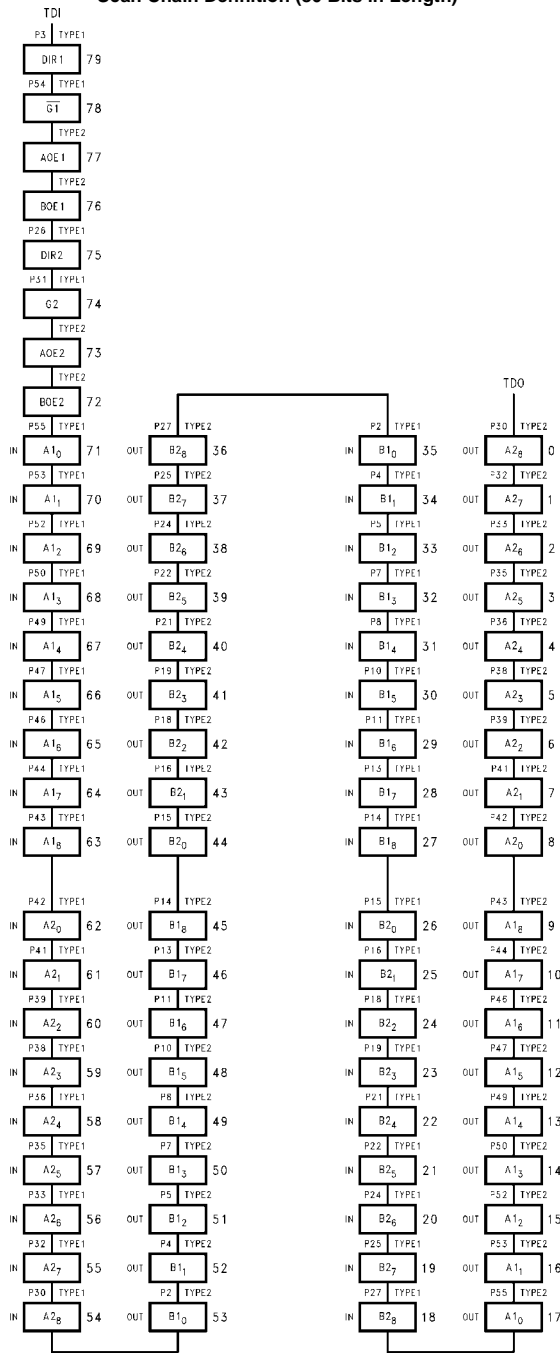 Scan Chain Definition (80 Bits in Length)
TDI
P3 TYPE1
DIR1 79
P54 TYPE1
G1 78
TYPE2
AOE1 77
TYPE2
BOE1 76
P26 TYPE1
DIR2 75
P31 TYPE1
G2 74
TYPE2
AOE2 73
TYPE2 TDO
BOE2 72
P55 TYPE1 P27 TYPE2 P2 TYPE1 P30 TYPE2
IN A1₀ 71 OUT B2₈ 36 IN B1₀ 35 OUT A2₈ 0
P53 TYPE1 P25 TYPE2 P4 TYPE1 P32 TYPE2
IN A1₁ 70 OUT B2₇ 37 IN B1₁ 34 OUT A2₇ 1
P52 TYPE1 P24 TYPE2 P5 TYPE1 P33 TYPE2
IN A1₂ 69 OUT B2₆ 38 IN B1₂ 33 OUT A2₆ 2
P50 TYPE1 P22 TYPE2 P7 TYPE1 P35 TYPE2
IN A1₃ 68 OUT B2₅ 39 IN B1₃ 32 OUT A2₅ 3
P49 TYPE1 P21 TYPE2 P8 TYPE1 P36 TYPE2
IN A1₄ 67 OUT B2₄ 40 IN B1₄ 31 OUT A2₄ 4
P47 TYPE1 P19 TYPE2 P10 TYPE1 P38 TYPE2
IN A1₅ 66 OUT B2₃ 41 IN B1₅ 30 OUT A2₃ 5
P46 TYPE1 P18 TYPE2 P11 TYPE1 P39 TYPE2
IN A1₆ 65 OUT B2₂ 42 IN B1₆ 29 OUT A2₂ 6
P44 TYPE1 P16 TYPE2 P13 TYPE1 P41 TYPE2
IN A1₇ 64 OUT B2₁ 43 IN B1₇ 28 OUT A2₁ 7
P43 TYPE1 P15 TYPE2 P14 TYPE1 P42 TYPE2
IN A1₈ 63 OUT B2₀ 44 IN B1₈ 27 OUT A2₀ 8
P42 TYPE1 P14 TYPE2 P15 TYPE1 P43 TYPE2
IN A2₀ 62 OUT B1₈ 45 IN B2₀ 26 OUT A1₈ 9
P41 TYPE1 P13 TYPE2 P16 TYPE1 P44 TYPE2
IN A2₁ 61 OUT B1₇ 46 IN B2₁ 25 OUT A1₇ 10
P39 TYPE1 P11 TYPE2 P18 TYPE1 P46 TYPE2
IN A2₂ 60 OUT B1₆ 47 IN B2₂ 24 OUT A1₆ 11
P38 TYPE1 P10 TYPE2 P19 TYPE1 P47 TYPE2
IN A2₃ 59 OUT B1₅ 48 IN B2₃ 23 OUT A1₅ 12
P36 TYPE1 P8 TYPE2 P21 TYPE1 P49 TYPE2
IN A2₄ 58 OUT B1₄ 49 IN B2₄ 22 OUT A1₄ 13
P35 TYPE1 P7 TYPE2 P22 TYPE1 P50 TYPE2
IN A2₅ 57 OUT B1₃ 50 IN B2₅ 21 OUT A1₃ 14
P33 TYPE1 P5 TYPE2 P24 TYPE1 P52 TYPE2
IN A2₆ 56 OUT B1₂ 51 IN B2₆ 20 OUT A1₂ 15
P32 TYPE1 P4 TYPE2 P25 TYPE1 P53 TYPE2
IN A2₇ 55 OUT B1₁ 52 IN B2₇ 19 OUT A1₁ 16
P30 TYPE1 P2 TYPE2 P27 TYPE1 P55 TYPE2
IN A2₈ 54 OUT B1₀ 53 IN B2₈ 18 OUT A1₀ 17